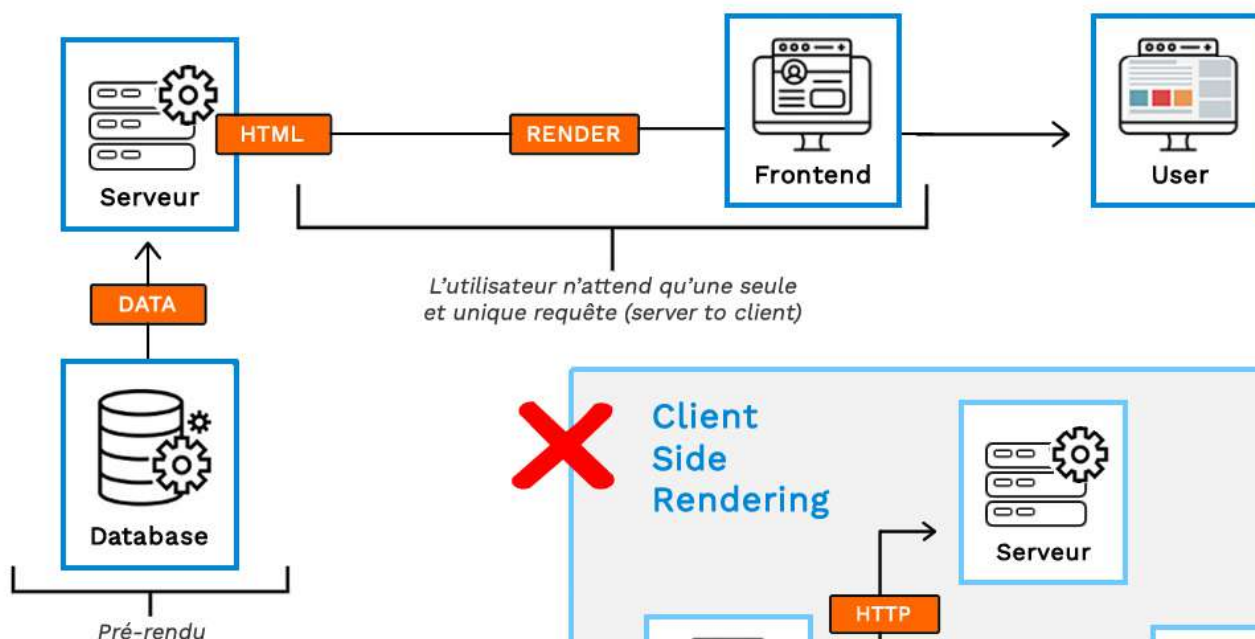 HTML
RENDER
Serveur
Frontend
User
L'utilisateur n'attend qu'une seule
et unique requête (server to client)
DATA
Database
Pré-rendu
Client
Side
Rendering
Serveur
HTTP